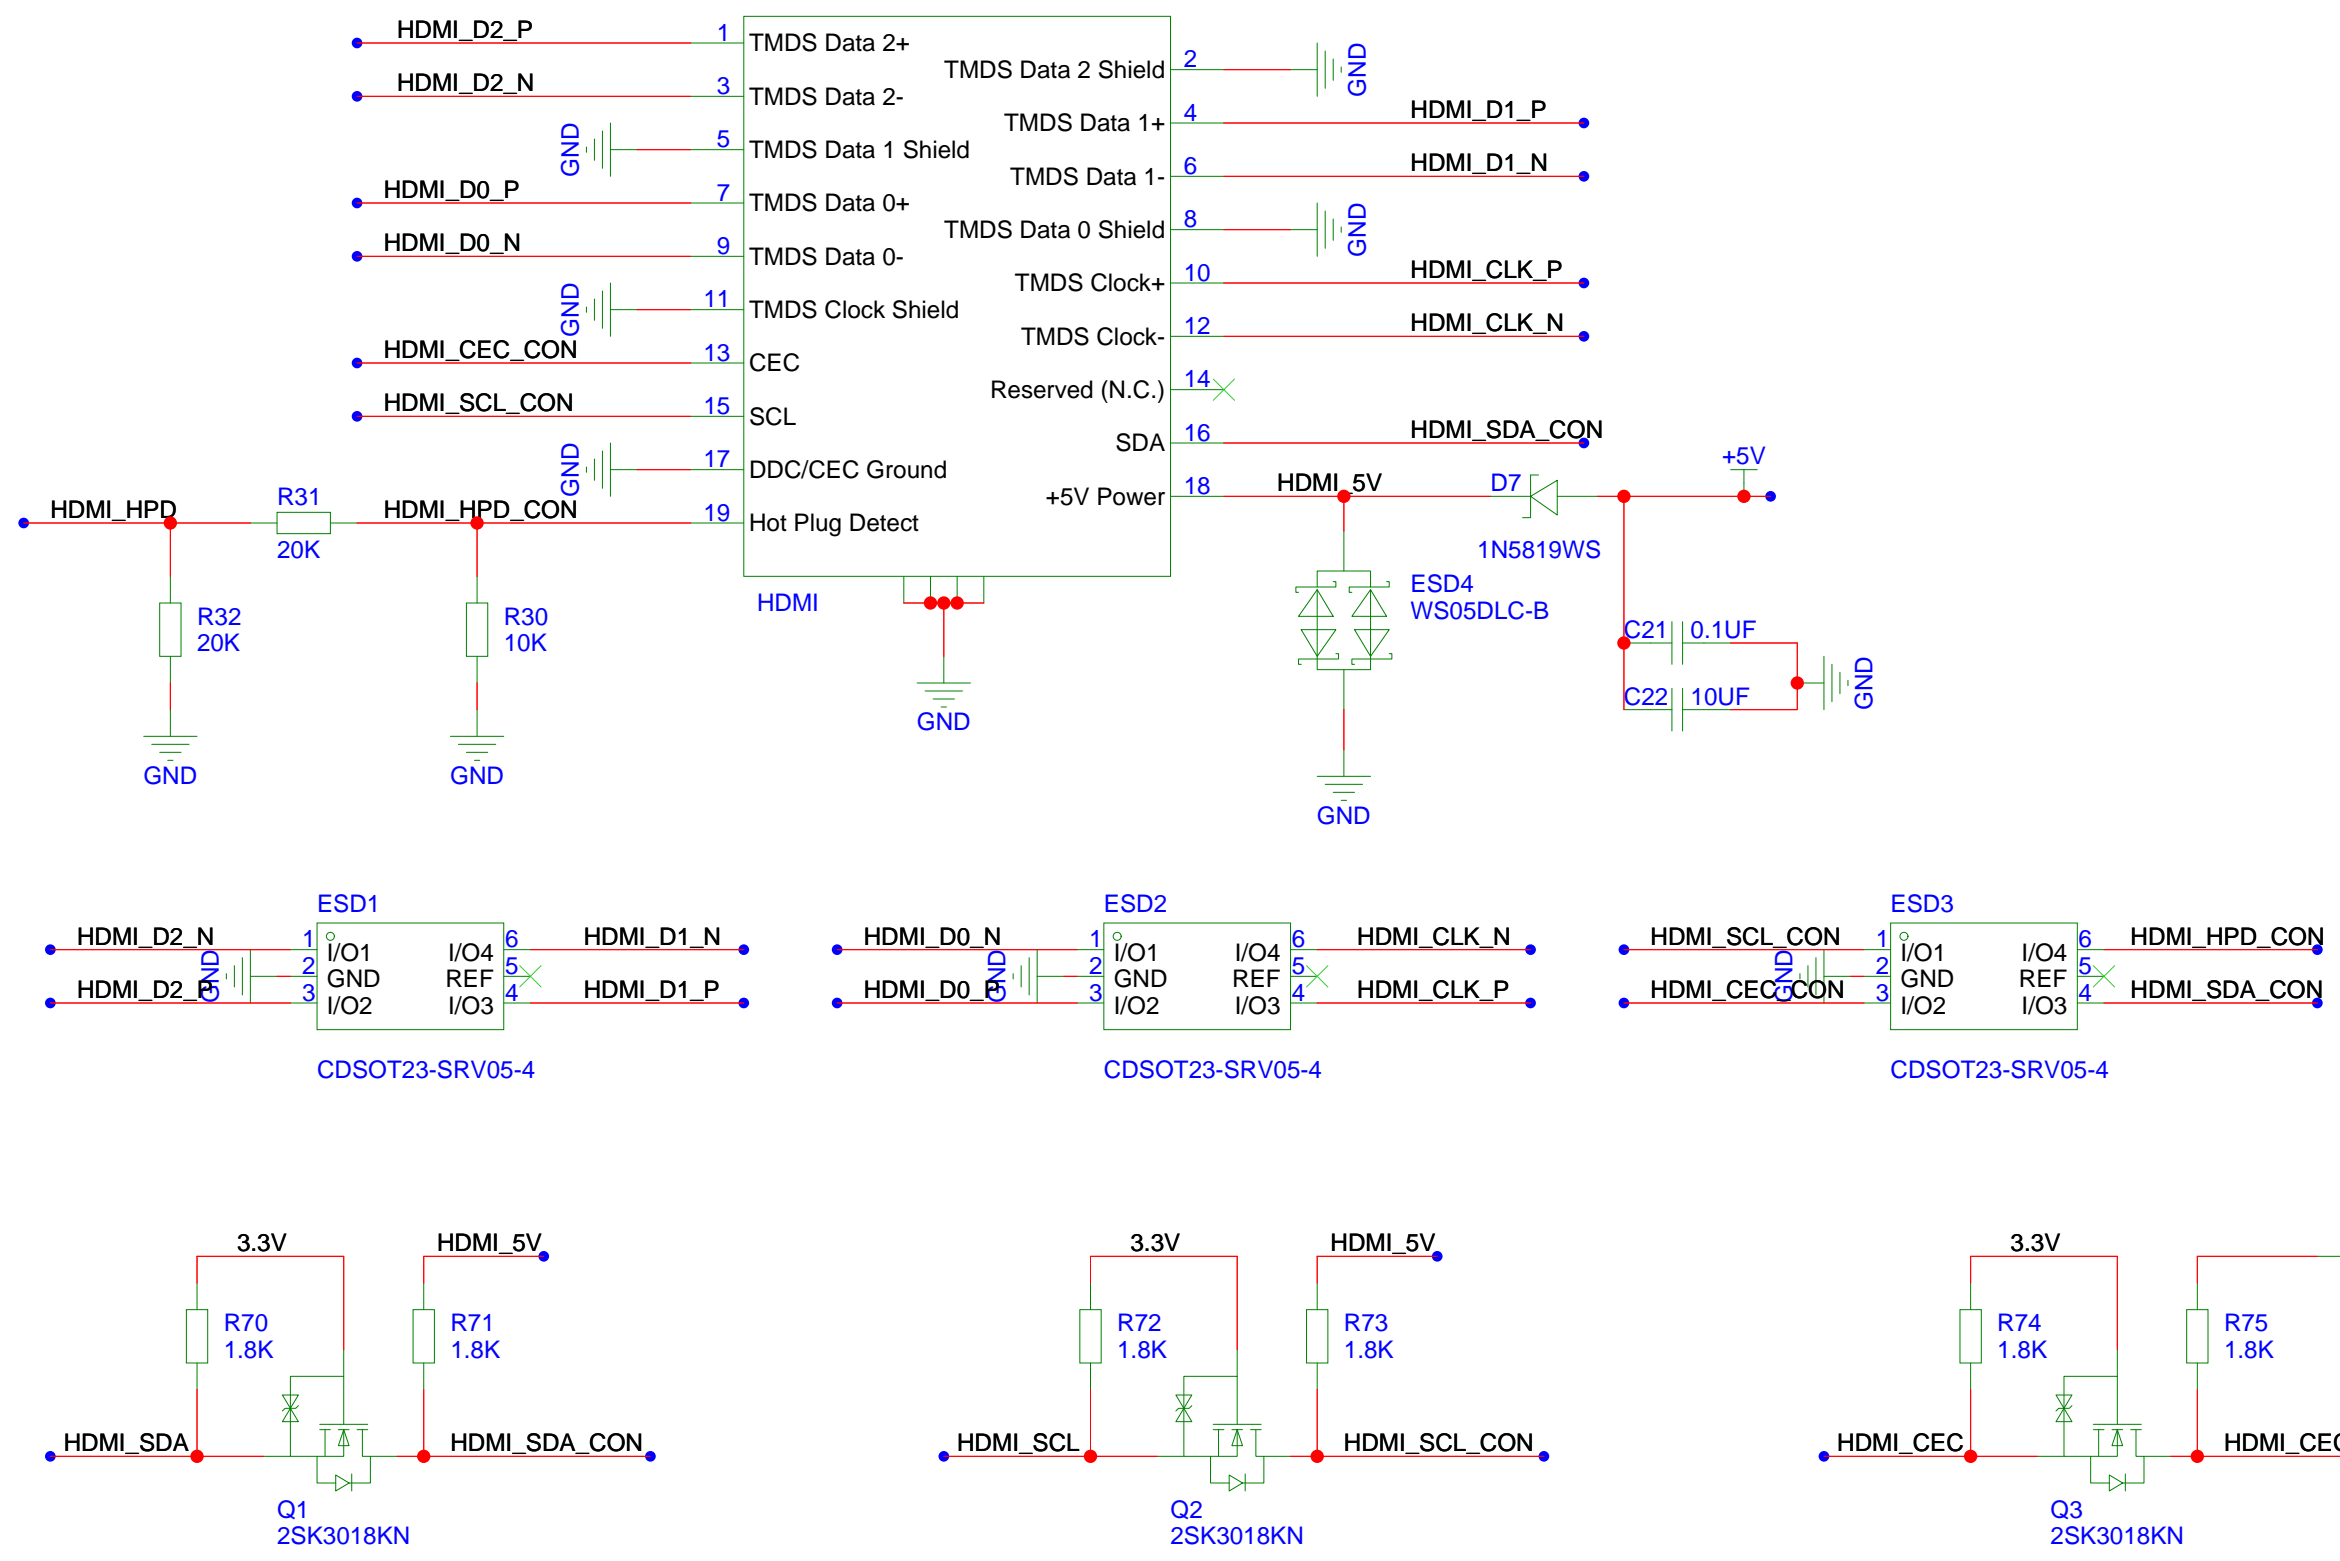 HDMI_D2_P
1
TMDS Data 2+
TMDS Data 2 Shield
2
GND
HDMI_D2_N
3
TMDS Data 2-
TMDS Data 1+
4
HDMI_D1_P
GND
5
TMDS Data 1 Shield
TMDS Data 1-
6
HDMI_D1_N
HDMI_D0_P
7
TMDS Data 0+
TMDS Data 0 Shield
8
GND
HDMI_D0_N
9
TMDS Data 0-
TMDS Clock+
10
HDMI_CLK_P
GND
11
TMDS Clock Shield
TMDS Clock-
12
HDMI_CLK_N
HDMI_CEC_CON
13
CEC
Reserved (N.C.)
14
HDMI_SCL_CON
15
SCL
SDA
16
HDMI_SDA_CON
GND
17
DDC/CEC Ground
+5V Power
18
HDMI_5V
D7
1N5819WS
+5V
HDMI_HPD
R31
20K
HDMI_HPD_CON
19
Hot Plug Detect
HDMI
GND
R32
20K
GND
R30
10K
GND
ESD4
WS05DLC-B
GND
C21
0.1UF
C22
10UF
GND
ESD1
HDMI_D2_N
1
I/O1
I/O4
6
HDMI_D1_N
GND
2
GND
REF
5
HDMI_D2_P
3
I/O2
I/O3
4
HDMI_D1_P
CDSOT23-SRV05-4
ESD2
HDMI_D0_N
1
I/O1
I/O4
6
HDMI_CLK_N
GND
2
GND
REF
5
HDMI_D0_P
3
I/O2
I/O3
4
HDMI_CLK_P
CDSOT23-SRV05-4
ESD3
HDMI_SCL_CON
1
I/O1
I/O4
6
HDMI_HPD_CON
GND
2
GND
REF
5
HDMI_CEC_CON
3
I/O2
I/O3
4
HDMI_SDA_CON
CDSOT23-SRV05-4
3.3V
HDMI_5V
R70
1.8K
R71
1.8K
HDMI_SDA
HDMI_SDA_CON
Q1
2SK3018KN
3.3V
HDMI_5V
R72
1.8K
R73
1.8K
HDMI_SCL
HDMI_SCL_CON
Q2
2SK3018KN
3.3V
R74
1.8K
R75
1.8K
HDMI_CEC
Q3
2SK3018KN